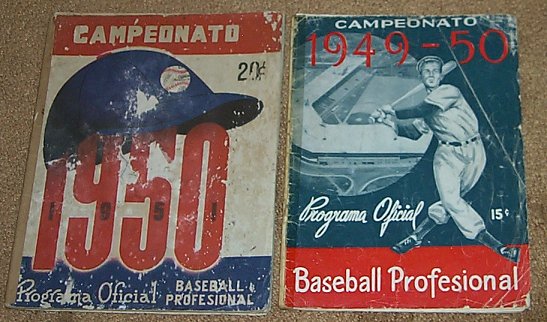 CAMPEONATO
20¢
1950
1951
Programa Oficial
BASEBALL
PROFESIONAL
CAMPEONATO
1949-50
Programa Oficial
15¢
Baseball Profesional